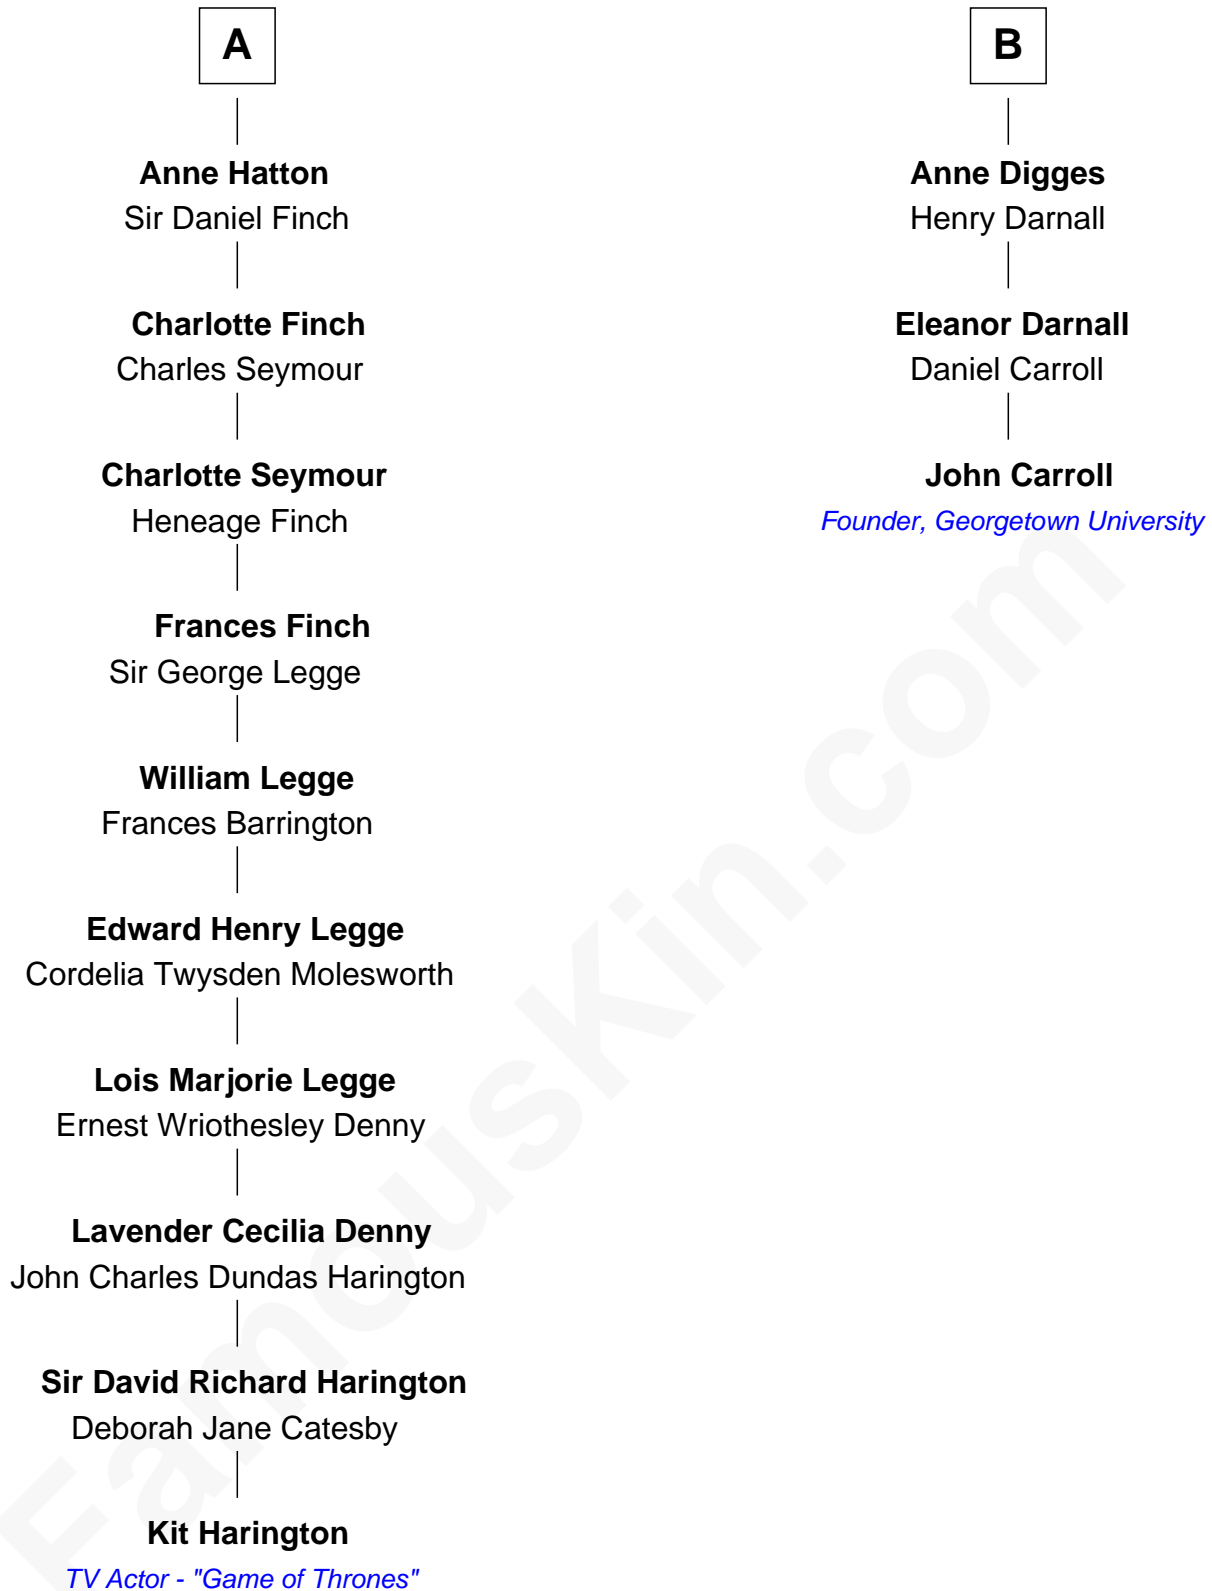 A
Anne Hatton
Sir Daniel Finch
Charlotte Finch
Charles Seymour
Charlotte Seymour
Heneage Finch
Frances Finch
Sir George Legge
William Legge
Frances Barrington
Edward Henry Legge
Cordelia Twysden Molesworth
Lois Marjorie Legge
Ernest Wriothesley Denny
Lavender Cecilia Denny
John Charles Dundas Harington
Sir David Richard Harington
Deborah Jane Catesby
Kit Harington
TV Actor - "Game of Thrones"
B
Anne Digges
Henry Darnall
Eleanor Darnall
Daniel Carroll
John Carroll
Founder, Georgetown University
FamousKin.com